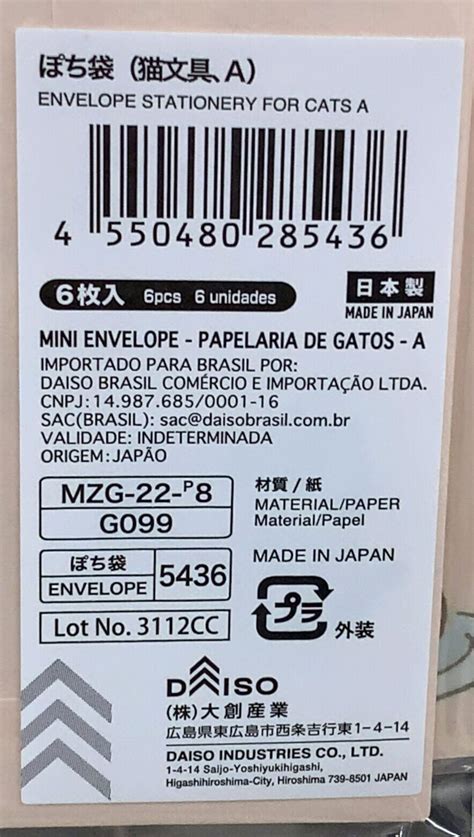 ぽち袋（猫文具、A）
ENVELOPE STATIONERY FOR CATS A
4 550480 285436
6枚入 6pcs 6 unidades
日本製
MADE IN JAPAN
MINI ENVELOPE - PAPELARIA DE GATOS - A
IMPORTADO PARA BRASIL POR:
DAISO BRASIL COMÉRCIO E IMPORTAÇÃO LTDA.
CNPJ:14.987.685/0001-16
SAC(BRASIL): sac@daisobrasil.com.br
VALIDADE: INDETERMINADA
ORIGEM:JAPÃO
MZG-22-P8
G099
材質／紙
MATERIAL/PAPER
Material/Papel
ぽち袋
ENVELOPE
5436
MADE IN JAPAN
Lot No. 3112CC
プラ
外装
DAISO
(株)大創産業
広島県東広島市西条吉行東1-4-14
DAISO INDUSTRIES CO., LTD.
1-4-14 Saijo-Yoshiyukihigashi,
Higashihiroshima-City, Hiroshima 739-8501 JAPAN